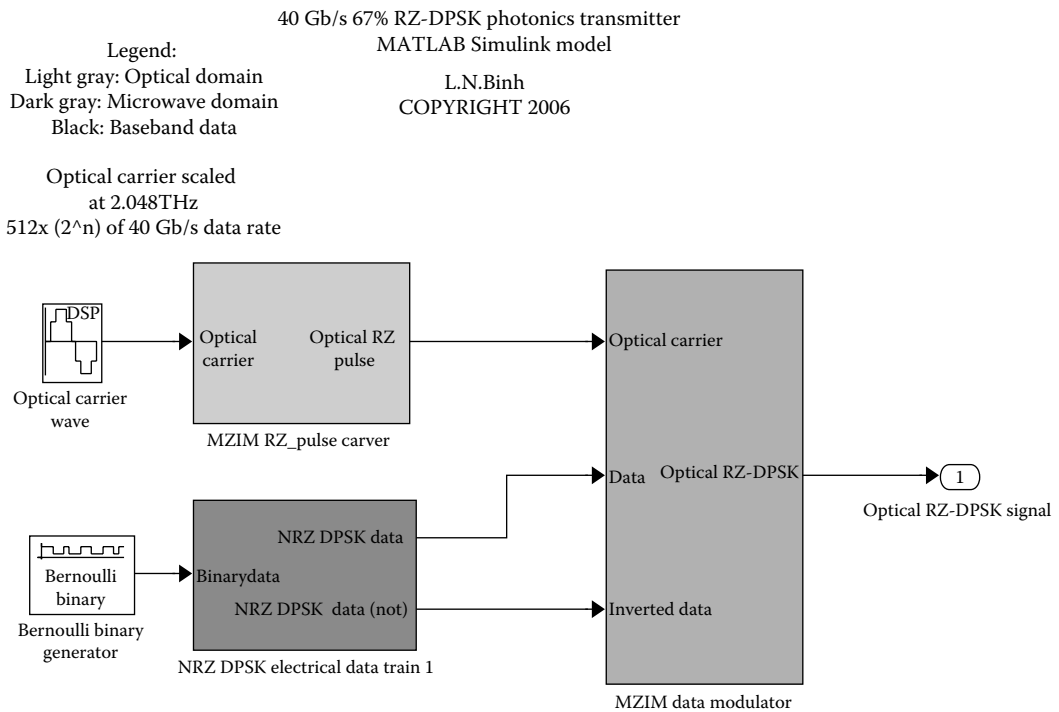 40 Gb/s 67% RZ-DPSK photonics transmitter
MATLAB Simulink model
L.N.Binh
COPYRIGHT 2006
Legend:
Light gray: Optical domain
Dark gray: Microwave domain
Black: Baseband data
Optical carrier scaled
at 2.048THz
512x (2^n) of 40 Gb/s data rate
DSP
Optical carrier
wave
Optical
carrier
Optical RZ
pulse
MZIM RZ_pulse carver
Bernoulli
binary
Bernoulli binary
generator
Binarydata
NRZ DPSK data
NRZ DPSK data (not)
NRZ DPSK electrical data train 1
Optical carrier
Data
Optical RZ-DPSK
Inverted data
MZIM data modulator
1
Optical RZ-DPSK signal